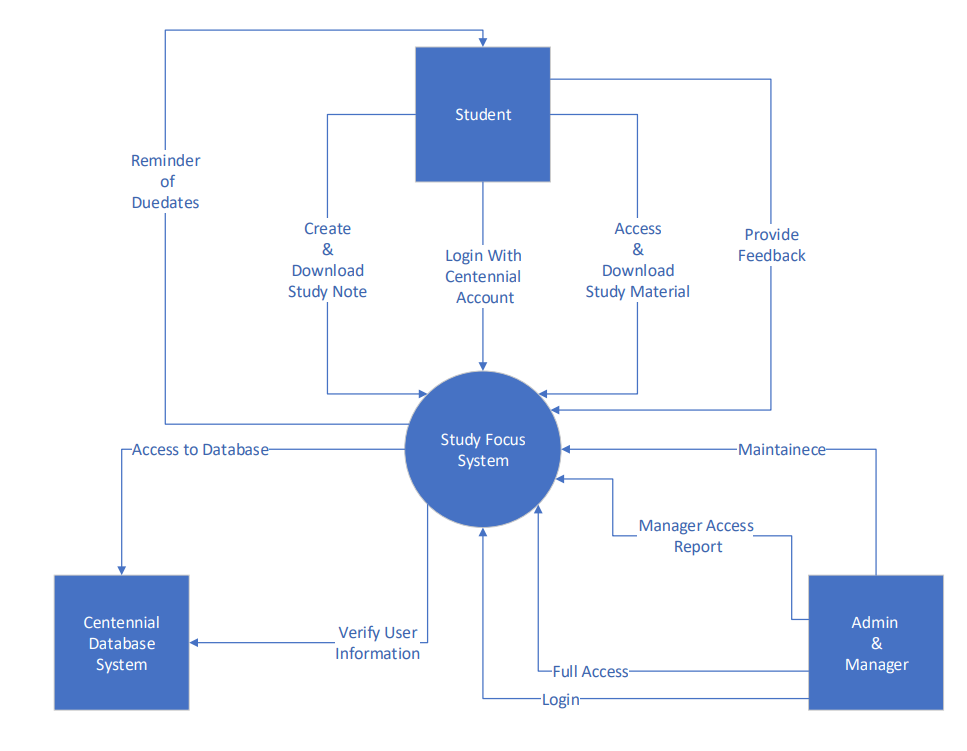 Student
Reminder
of
Duedates
Create
&
Download
Study Note
Login With
Centennial
Account
Access
&
Download
Study Material
Provide
Feedback
Study Focus
System
Access to Database
Maintainece
Manager Access
Report
Centennial
Database
System
Verify User
Information
Admin
&
Manager
Full Access
Login